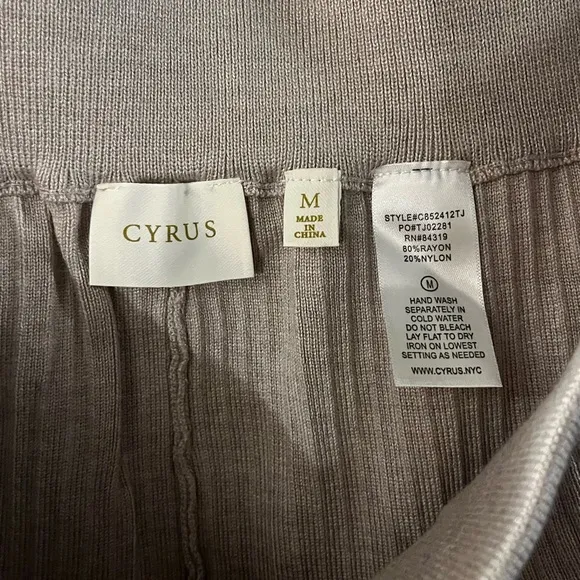 CYRUS
M
MADE
IN
CHINA
STYLE#C852412TJ
PO#TJ02281
RN#84319
80%RAYON
20%NYLON
M
HAND WASH
SEPARATELY IN
COLD WATER
DO NOT BLEACH
LAY FLAT TO DRY
IRON ON LOWEST
SETTING AS NEEDED
WWW.CYRUS.NYC